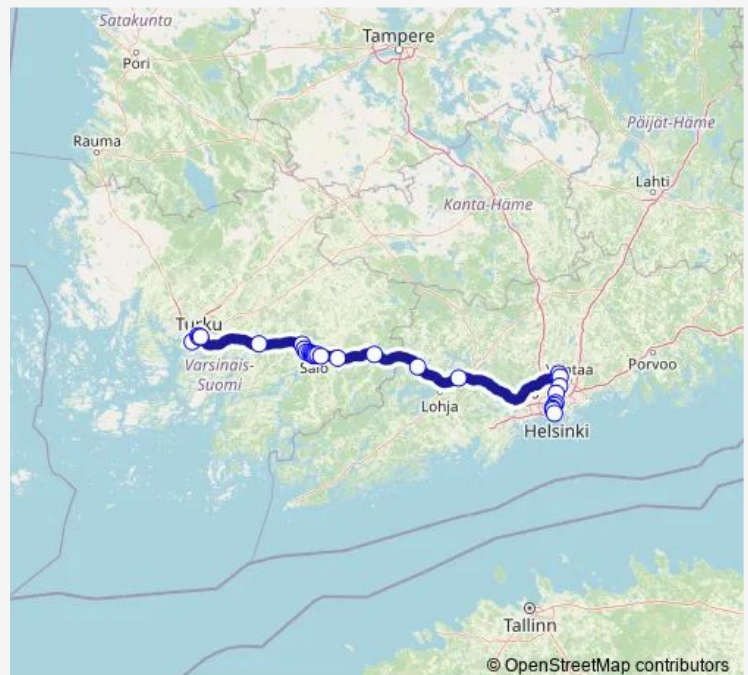 Satakunta
Tampere
Pori
Rauma
Päijät-Häme
Lahti
Kanta-Häme
Turku
Varsinais-
Suomi
Salo
Porvoo
Lohja
Helsinki
Tallinn
© OpenStreetMap contributors